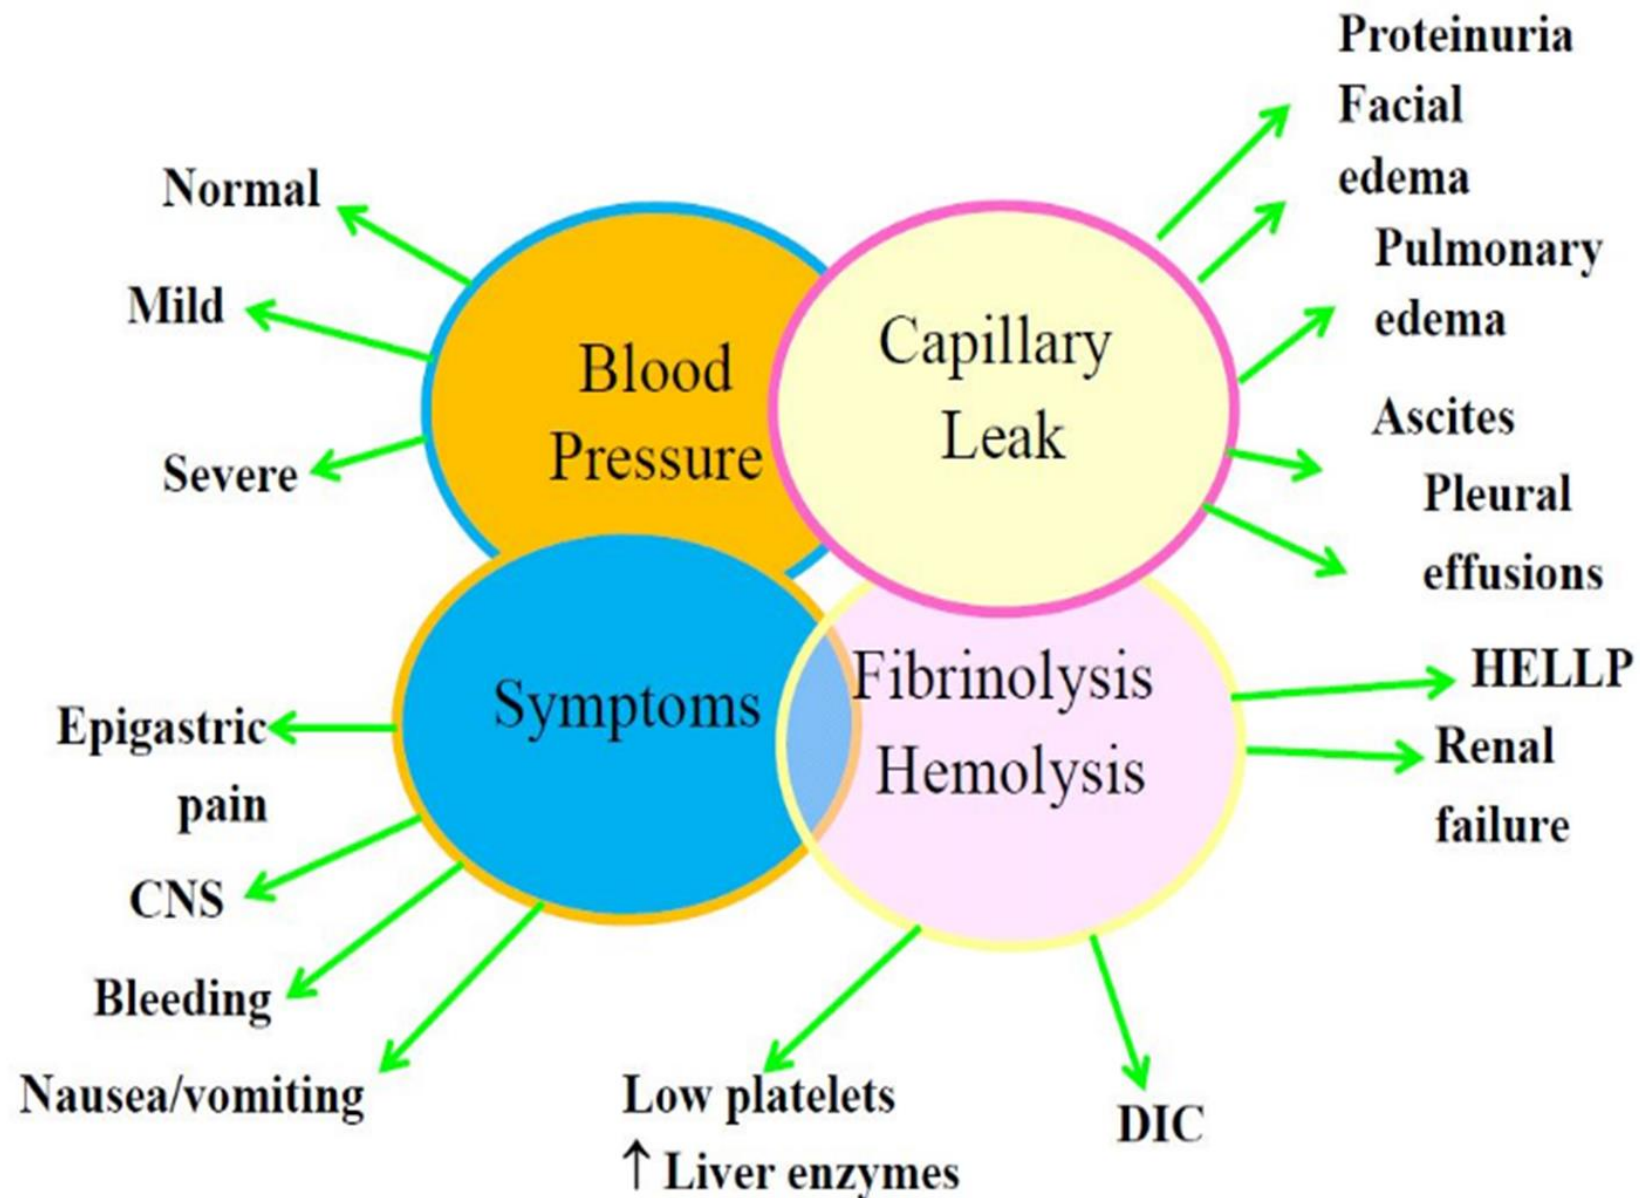 Proteinuria
Facial
edema
Pulmonary
edema
Ascites
Pleural
effusions
Normal
Mild
Severe
Blood
Pressure
Capillary
Leak
Symptoms
Fibrinolysis
Hemolysis
HELLP
Renal
failure
Epigastric
pain
CNS
Bleeding
Nausea/vomiting
Low platelets
↑ Liver enzymes
DIC